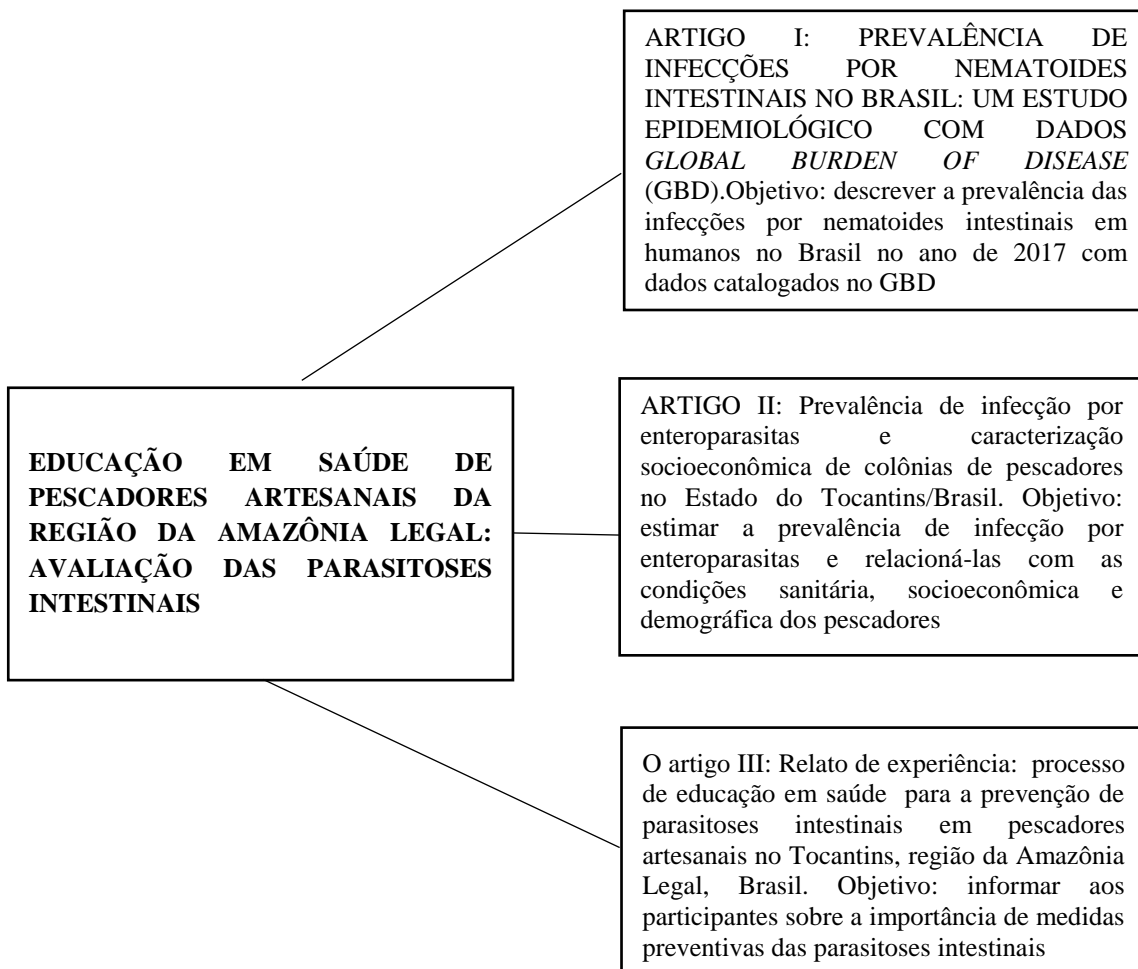 ARTIGO I: PREVALÊNCIA DE
INFECÇÕES POR NEMATOIDES
INTESTINAIS NO BRASIL: UM ESTUDO
EPIDEMIOLÓGICO COM DADOS
GLOBAL BURDEN OF DISEASE
(GBD).Objetivo: descrever a prevalência das
infecções por nematoides intestinais em
humanos no Brasil no ano de 2017 com
dados catalogados no GBD
EDUCAÇÃO EM SAÚDE DE
PESCADORES ARTESANAIS DA
REGIÃO DA AMAZÔNIA LEGAL:
AVALIAÇÃO DAS PARASITOSES
INTESTINAIS
ARTIGO II: Prevalência de infecção por
enteroparasitas e caracterização
socioeconômica de colônias de pescadores
no Estado do Tocantins/Brasil. Objetivo:
estimar a prevalência de infecção por
enteroparasitas e relacioná-las com as
condições sanitária, socioeconômica e
demográfica dos pescadores
O artigo III: Relato de experiência: processo
de educação em saúde para a prevenção de
parasitoses intestinais em pescadores
artesanais no Tocantins, região da Amazônia
Legal, Brasil. Objetivo: informar aos
participantes sobre a importância de medidas
preventivas das parasitoses intestinais